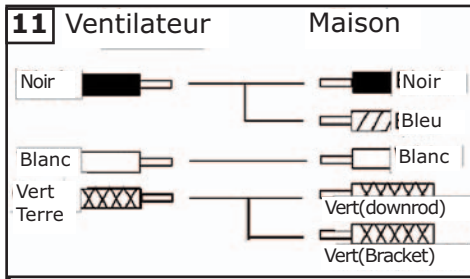 11 Ventilateur Maison
Noir Noir
Bleu
Blanc Blanc
Vert
Terre
Vert(downrod)
Vert(Bracket)